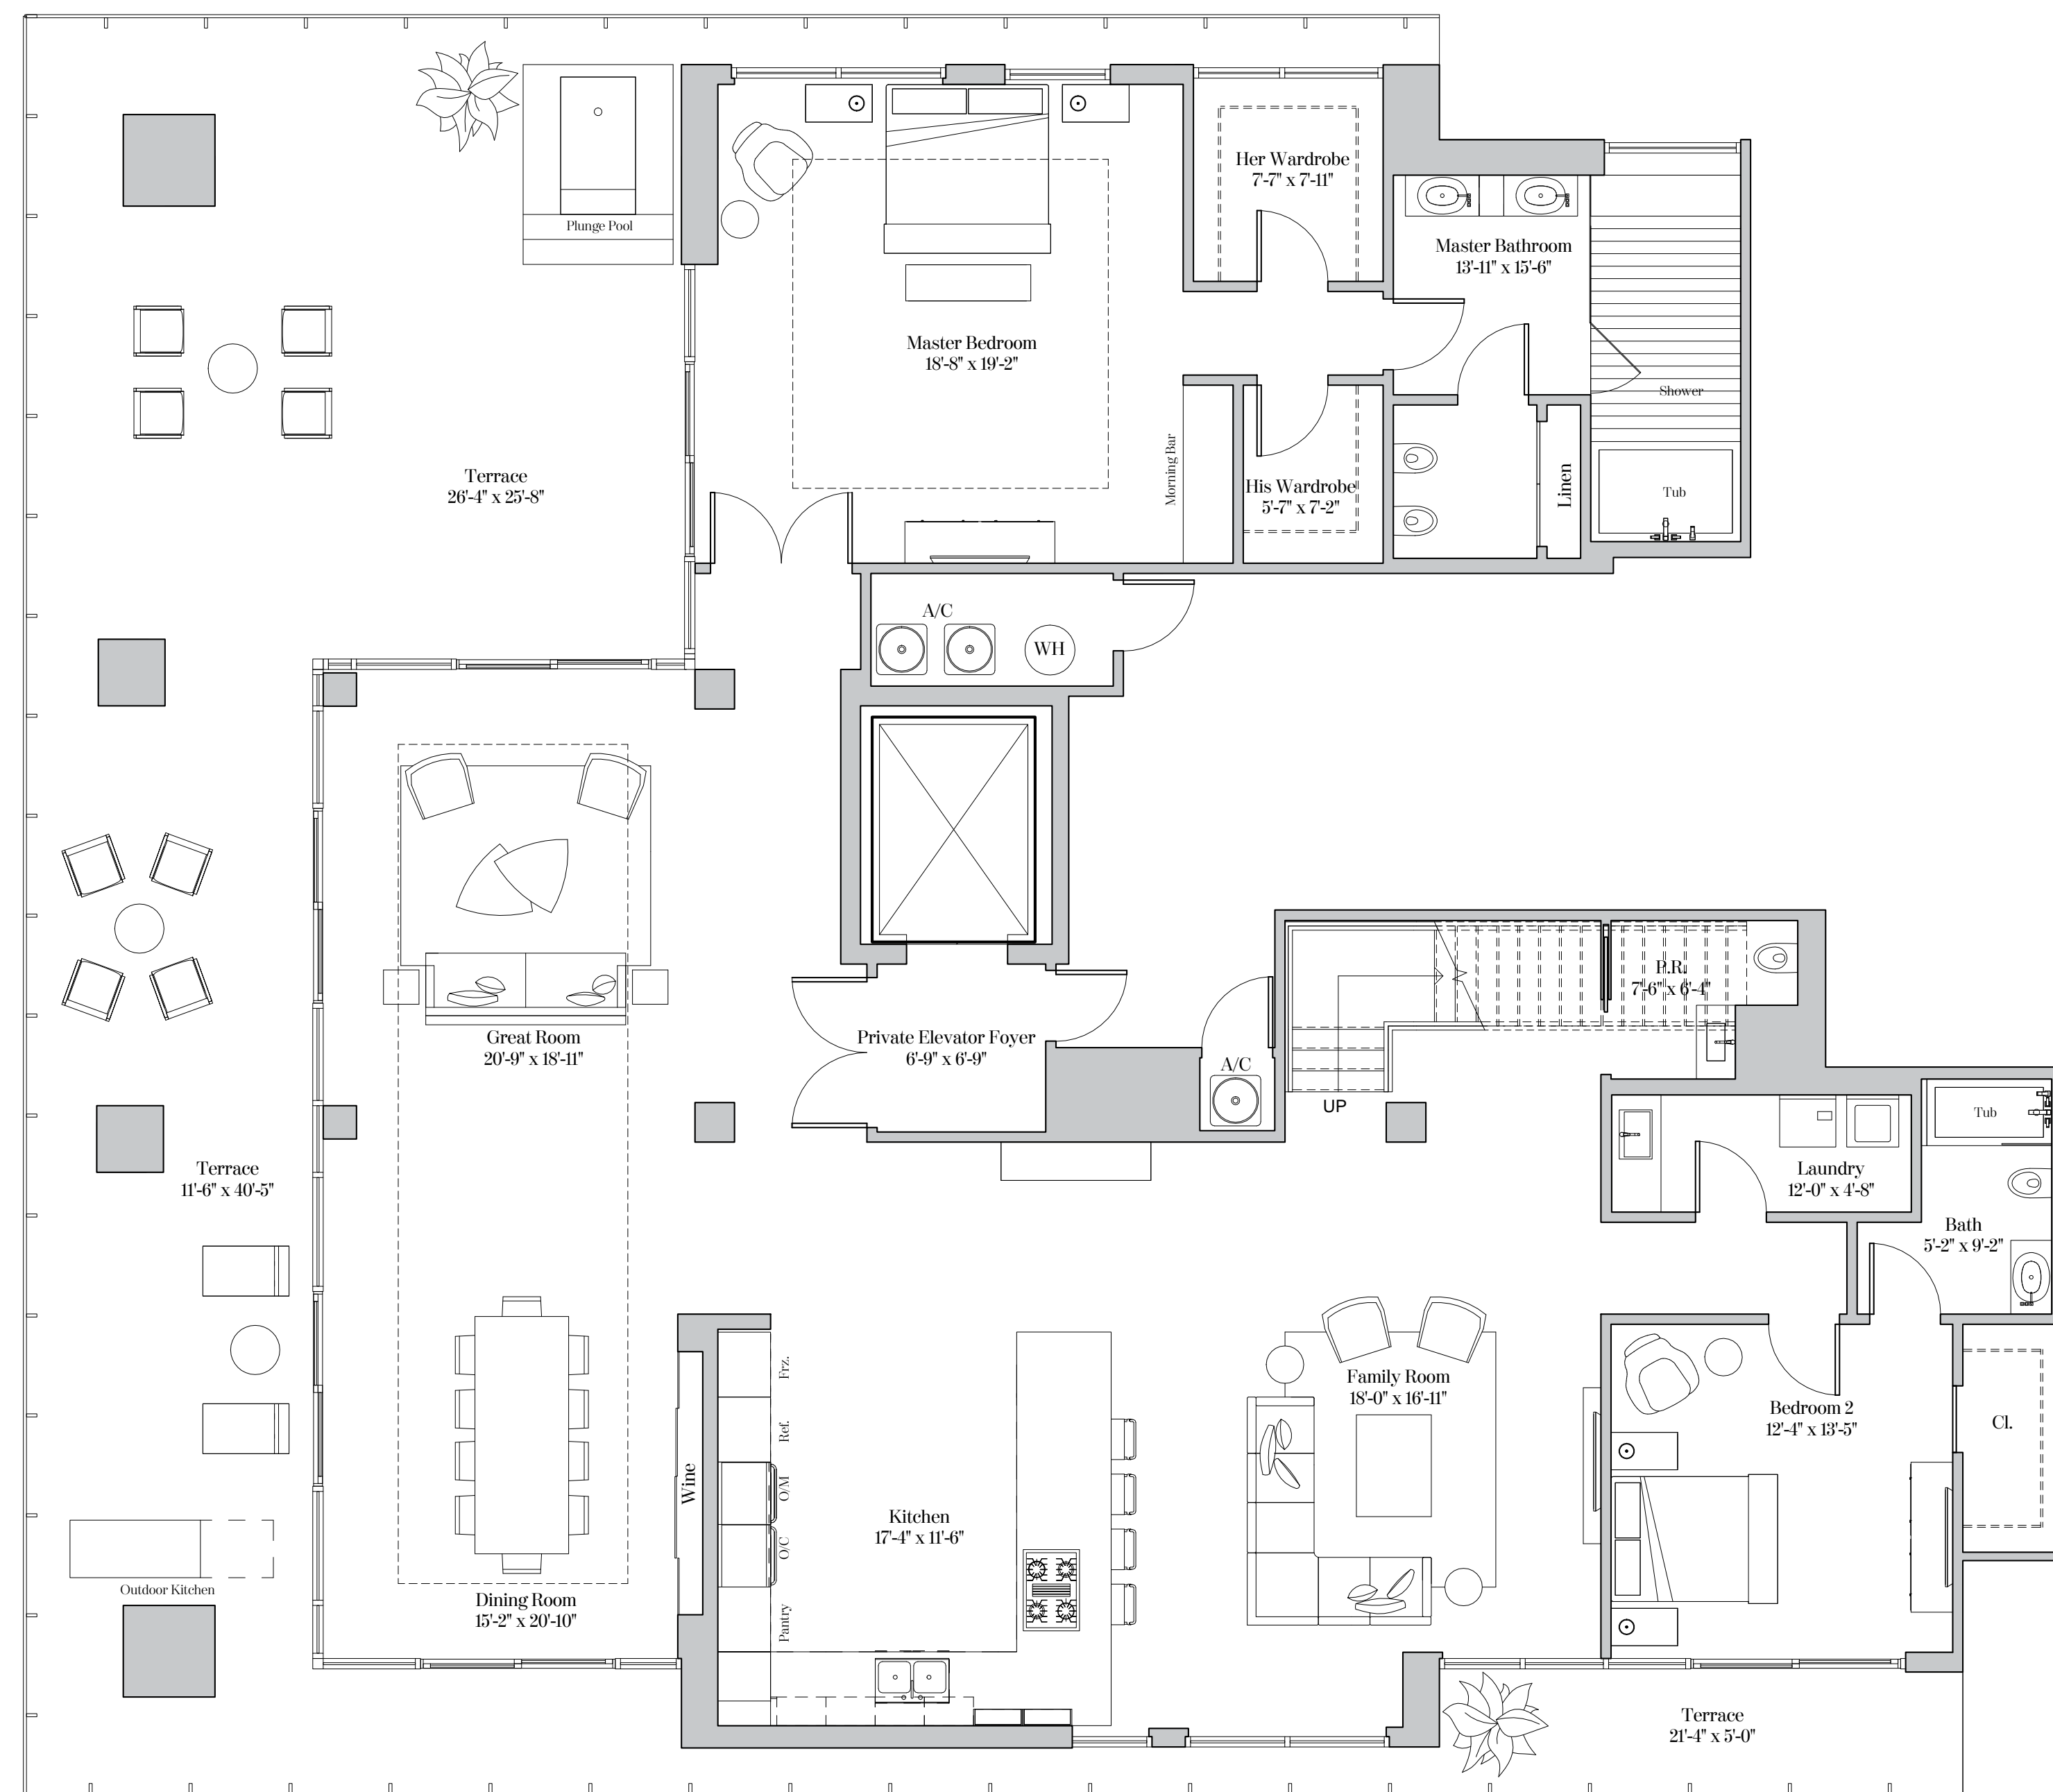 Plunge Pool
Her Wardrobe
7'-7" x 7'-11"
Master Bathroom
13'-11" x 15'-6"
Master Bedroom
18'-8" x 19'-2"
Shower
Terrace
26'-4" x 25'-8"
Morning Bar
His Wardrobe
5'-7" x 7'-2"
Linen
Tub
A/C
WH
P.R.
7'-6" x 6'-4"
Great Room
20'-9" x 18'-11"
Private Elevator Foyer
6'-9" x 6'-9"
A/C
UP
Tub
Terrace
11'-6" x 40'-5"
Laundry
12'-0" x 4'-8"
Bath
5'-2" x 9'-2"
Frz.
Family Room
18'-0" x 16'-11"
Bedroom 2
12'-4" x 13'-5"
Cl.
Ref.
Wine
O/M
Kitchen
17'-4" x 11'-6"
O/C
Outdoor Kitchen
Dining Room
15'-2" x 20'-10"
Pantry
Terrace
21'-4" x 5'-0"